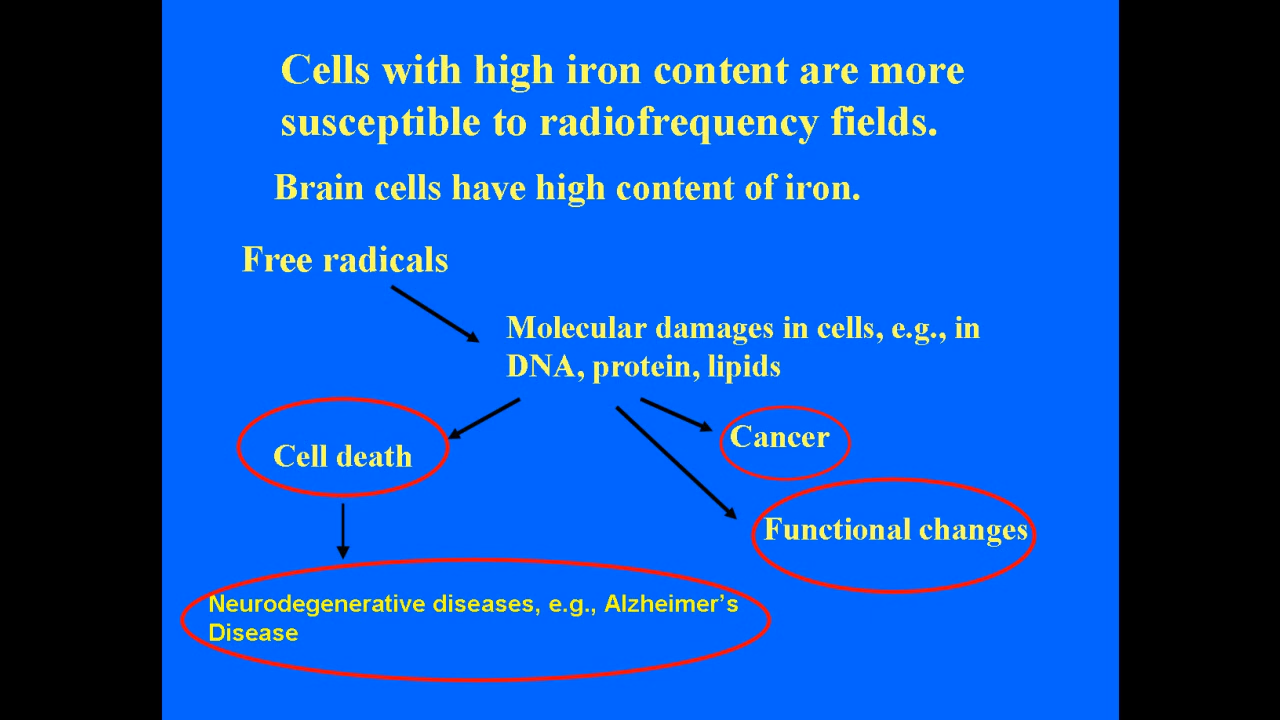 Cells with high iron content are more
susceptible to radiofrequency fields.
Brain cells have high content of iron.
Free radicals
Molecular damages in cells, e.g., in
DNA, protein, lipids
Cancer
Cell death
Functional changes
Neurodegenerative diseases, e.g., Alzheimer’s
Disease